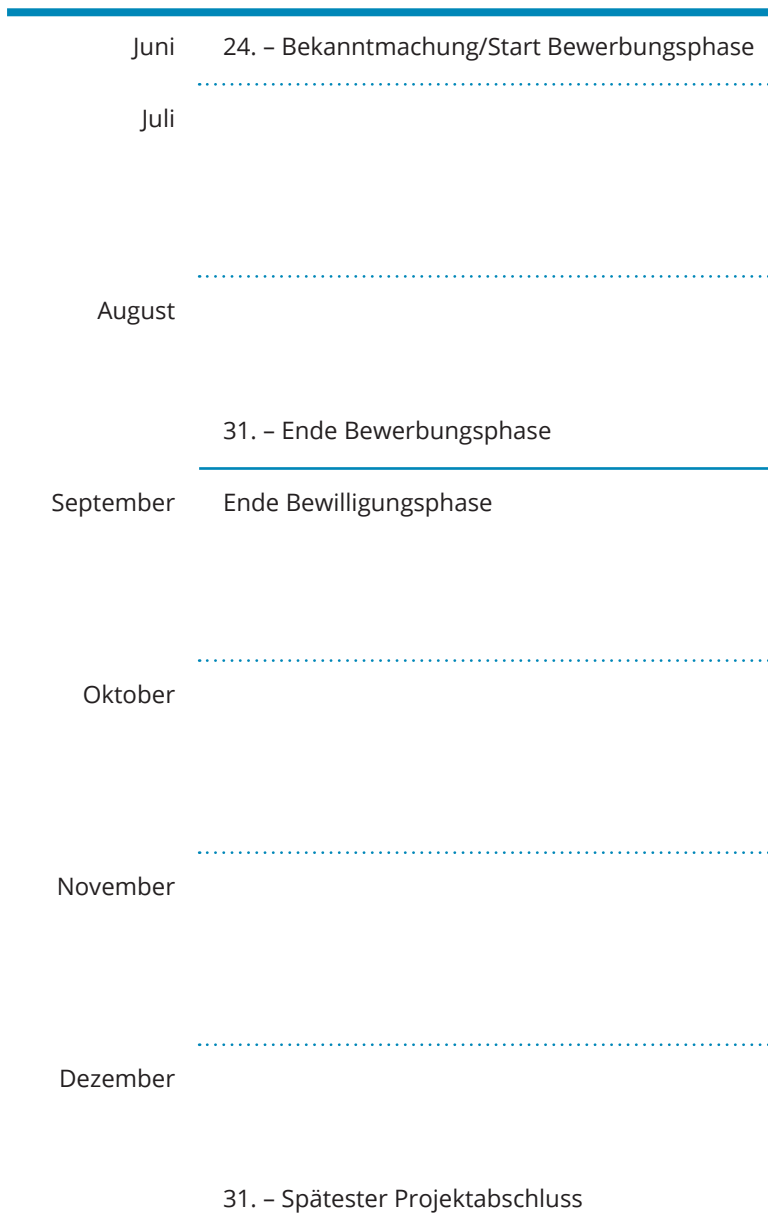 Juni 24. – Bekanntmachung/Start Bewerbungsphase
Juli
August
31. – Ende Bewerbungsphase
September Ende Bewilligungsphase
Oktober
November
Dezember
31. – Spätester Projektabschluss